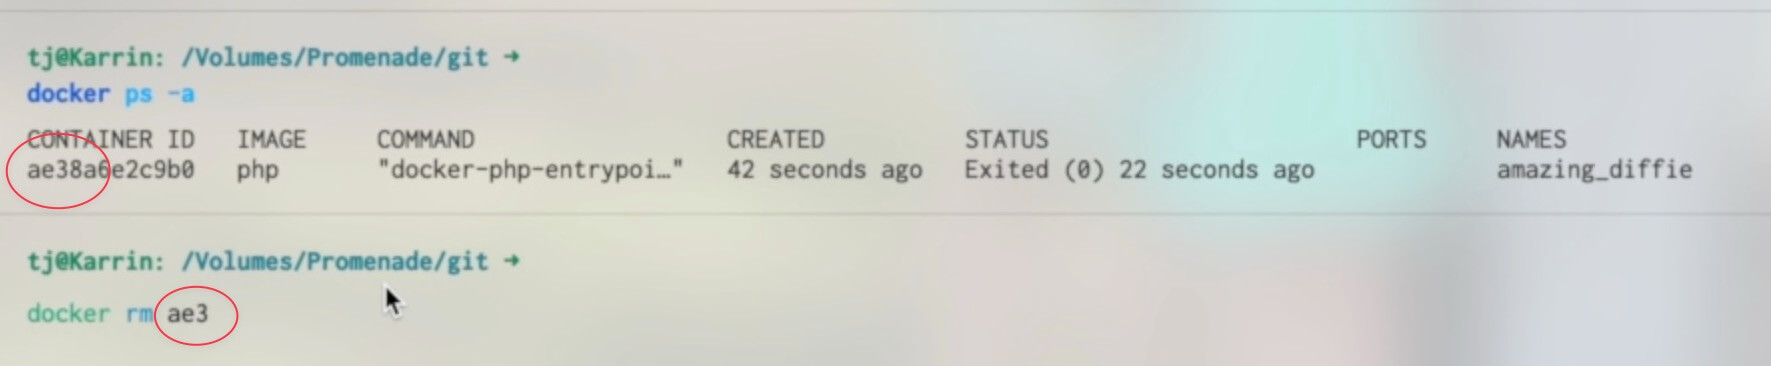 tj@Karrin: /Volumes/Promenade/git →
docker ps -a
CONTAINER ID IMAGE COMMAND CREATED STATUS PORTS NAMES
ae38a6e2c9b0 php "docker-php-entrypoi…" 42 seconds ago Exited (0) 22 seconds ago amazing_diffie
tj@Karrin: /Volumes/Promenade/git →
docker rm ae3